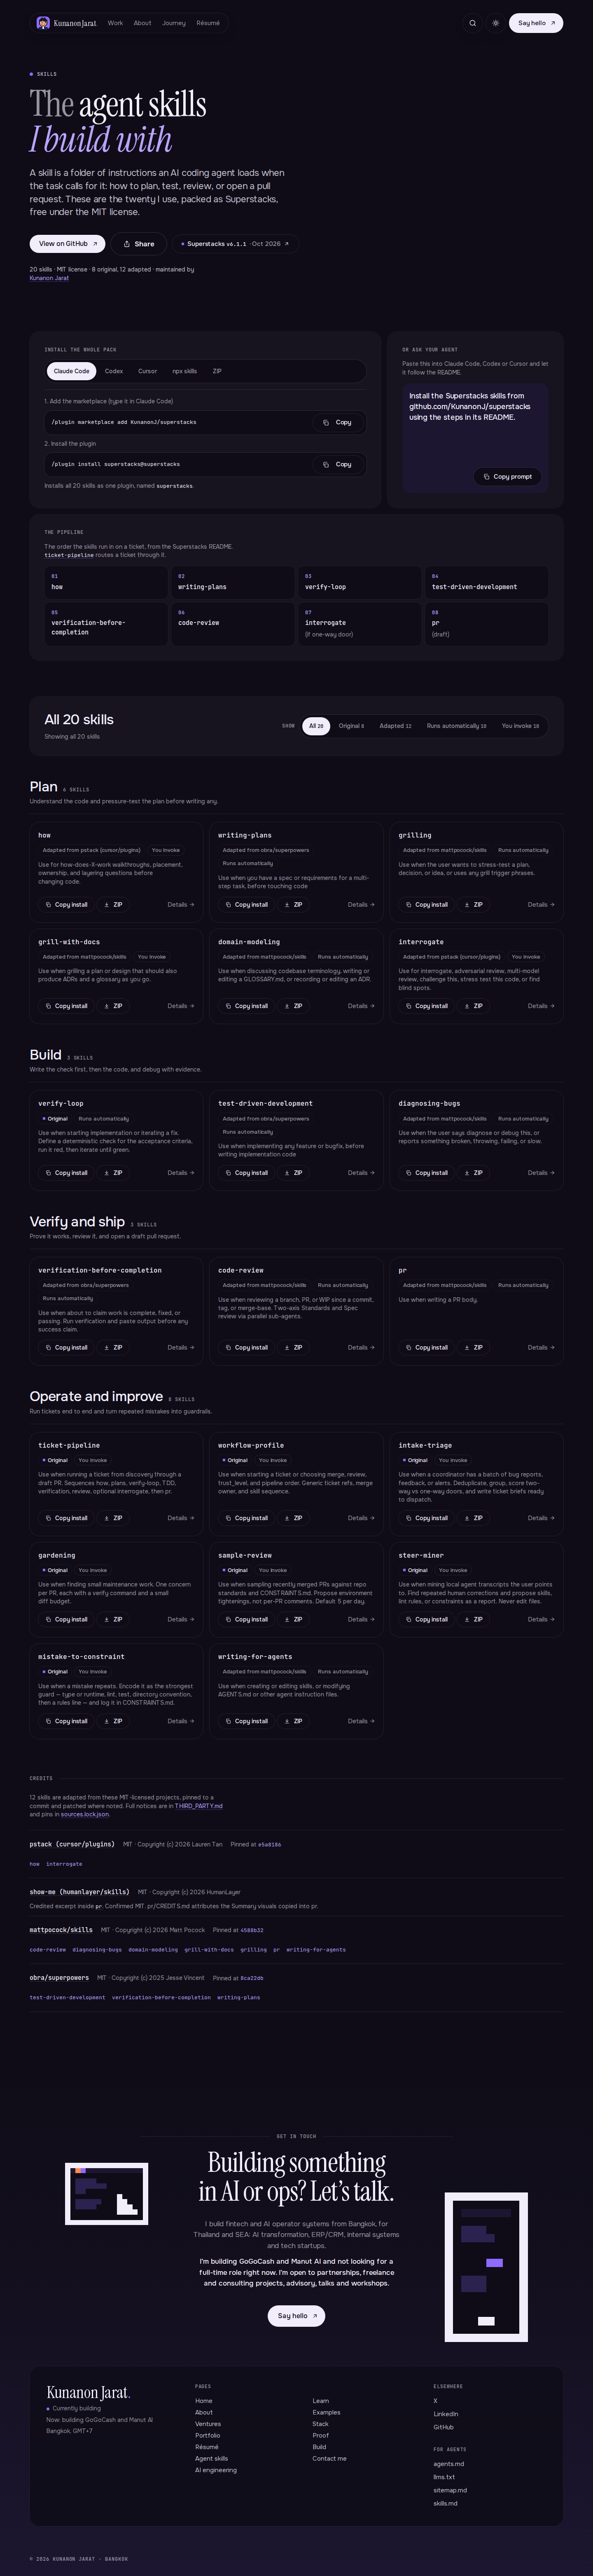 Kunanon Jarat. Work About Journey Résumé Say hello
SKILLS
The agent skills
I build with
A skill is a folder of instructions an AI coding agent loads when
the task calls for it: how to plan, test, review, or open a pull
request. These are the twenty I use, packed as Superstacks,
free under the MIT license.
View on GitHub Share Superstacks v6.1.1 · Oct 2026
20 skills · MIT license · 8 original, 12 adapted · maintained by
Kunanon Jarat
INSTALL THE WHOLE PACK
Claude Code Codex Cursor npx skills ZIP
1. Add the marketplace (type it in Claude Code)
/plugin marketplace add KunanonJ/superstacks Copy
2. Install the plugin
/plugin install superstacks@superstacks Copy
Installs all 20 skills as one plugin, named superstacks.
OR ASK YOUR AGENT
Paste this into Claude Code, Codex or Cursor and let
it follow the README.
Install the Superstacks skills from
github.com/KunanonJ/superstacks
using the steps in its README.
Copy prompt
THE PIPELINE
The order the skills run in on a ticket, from the Superstacks README.
ticket-pipeline routes a ticket through it.
01 02 03 04
how writing-plans verify-loop test-driven-development
05 06 07 08
verification-before-
completion
code-review interrogate pr
(if one-way door) (draft)
All 20 skills
Showing all 20 skills
SHOW All 20 Original 8 Adapted 12 Runs automatically 10 You invoke 10
Plan 6 SKILLS
Understand the code and pressure-test the plan before writing any.
how
Adapted from pstack (cursor/plugins) You invoke
Use for how-does-X-work walkthroughs, placement,
ownership, and layering questions before
changing code.
Copy install ZIP Details →
writing-plans
Adapted from obra/superpowers
Runs automatically
Use when you have a spec or requirements for a multi-
step task, before touching code
Copy install ZIP Details →
grilling
Adapted from mattpocock/skills Runs automatically
Use when the user wants to stress-test a plan,
decision, or idea, or uses any grill trigger phrases.
Copy install ZIP Details →
grill-with-docs
Adapted from mattpocock/skills You invoke
Use when grilling a plan or design that should also
produce ADRs and a glossary as you go.
Copy install ZIP Details →
domain-modeling
Adapted from mattpocock/skills Runs automatically
Use when discussing codebase terminology, writing or
editing a GLOSSARY.md, or recording or editing an ADR.
Copy install ZIP Details →
interrogate
Adapted from pstack (cursor/plugins) You invoke
Use for interrogate, adversarial review, multi-model
review, challenge this, stress test this code, or find
blind spots.
Copy install ZIP Details →
Build 3 SKILLS
Write the check first, then the code, and debug with evidence.
verify-loop
Original Runs automatically
Use when starting implementation or iterating a fix.
Define a deterministic check for the acceptance criteria,
run it red, then iterate until green.
Copy install ZIP Details →
test-driven-development
Adapted from obra/superpowers
Runs automatically
Use when implementing any feature or bugfix, before
writing implementation code
Copy install ZIP Details →
diagnosing-bugs
Adapted from mattpocock/skills Runs automatically
Use when the user says diagnose or debug this, or
reports something broken, throwing, failing, or slow.
Copy install ZIP Details →
Verify and ship 3 SKILLS
Prove it works, review it, and open a draft pull request.
verification-before-completion
Adapted from obra/superpowers
Runs automatically
Use when about to claim work is complete, fixed, or
passing. Run verification and paste output before any
success claim.
Copy install ZIP Details →
code-review
Adapted from mattpocock/skills Runs automatically
Use when reviewing a branch, PR, or WIP since a commit,
tag, or merge-base. Two-axis Standards and Spec
review via parallel sub-agents.
Copy install ZIP Details →
pr
Adapted from mattpocock/skills Runs automatically
Use when writing a PR body.
Copy install ZIP Details →
Operate and improve 8 SKILLS
Run tickets end to end and turn repeated mistakes into guardrails.
ticket-pipeline
Original You invoke
Use when running a ticket from discovery through a
draft PR. Sequences how, plans, verify-loop, TDD,
verification, review, optional interrogate, then pr.
Copy install ZIP Details →
workflow-profile
Original You invoke
Use when starting a ticket or choosing merge, review,
trust_level, and pipeline order. Generic ticket refs, merge
owner, and skill sequence.
Copy install ZIP Details →
intake-triage
Original You invoke
Use when a coordinator has a batch of bug reports,
feedback, or alerts. Deduplicate, group, score two-
way vs one-way doors, and write ticket briefs ready
to dispatch.
Copy install ZIP Details →
gardening
Original You invoke
Use when finding small maintenance work. One concern
per PR, each with a verify command and a small
diff budget.
Copy install ZIP Details →
sample-review
Original You invoke
Use when sampling recently merged PRs against repo
standards and CONSTRAINTS.md. Propose environment
tightenings, not per-PR comments. Default 5 per day.
Copy install ZIP Details →
steer-miner
Original You invoke
Use when mining local agent transcripts the user points
to. Find repeated human corrections and propose skills,
lint rules, or constraints as a report. Never edit files.
Copy install ZIP Details →
mistake-to-constraint
Original You invoke
Use when a mistake repeats. Encode it as the strongest
guard — type or runtime, lint, test, directory convention,
then a rules line — and log it in CONSTRAINTS.md.
Copy install ZIP Details →
writing-for-agents
Adapted from mattpocock/skills Runs automatically
Use when creating or editing skills, or modifying
AGENTS.md or other agent instruction files.
Copy install ZIP Details →
CREDITS
12 skills are adapted from these MIT-licensed projects, pinned to a
commit and patched where noted. Full notices are in THIRD_PARTY.md
and pins in sources.lock.json.
pstack (cursor/plugins) MIT · Copyright (c) 2026 Lauren Tan Pinned at e5a8186
how interrogate
show-me (humanlayer/skills) MIT · Copyright (c) 2026 HumanLayer
Credited excerpt inside pr. Confirmed MIT. pr/CREDITS.md attributes the Summary visuals copied into pr.
mattpocock/skills MIT · Copyright (c) 2026 Matt Pocock Pinned at 4588b32
code-review diagnosing-bugs domain-modeling grill-with-docs grilling pr writing-for-agents
obra/superpowers MIT · Copyright (c) 2025 Jesse Vincent Pinned at 8ca22db
test-driven-development verification-before-completion writing-plans
GET IN TOUCH
Building something
in AI or ops? Let's talk.
I build fintech and AI operator systems from Bangkok, for
Thailand and SEA: AI transformation, ERP/CRM, internal systems
and tech startups.
I'm building GoGoCash and Manut AI and not looking for a
full-time role right now. I'm open to partnerships, freelance
and consulting projects, advisory, talks and workshops.
Say hello
Kunanon Jarat.
Currently building
Now: building GoGoCash and Manut AI
Bangkok, GMT+7
PAGES
Home
About
Ventures
Portfolio
Résumé
Agent skills
AI engineering
Learn
Examples
Stack
Proof
Build
Contact me
ELSEWHERE
X
LinkedIn
GitHub
FOR AGENTS
agents.md
llms.txt
sitemap.md
skills.md
© 2026 KUNANON JARAT · BANGKOK